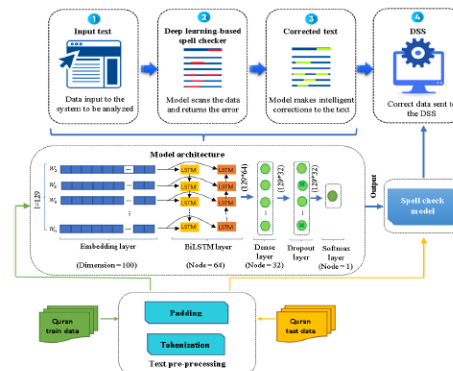 1
Input text
Data input to the
system to be analyzed
2
Deep learning-based
spell checker
Model scans the data
and returns the error
3
Corrected text
Model makes intelligent
corrections to the text
4
DSS
Correct data sent to
the DSS
Model architecture
1=129
LSTM LSTM
LSTM LSTM
LSTM LSTM
LSTM LSTM
(129*64)
(129*32)
(129*32)
Embedding layer
(Dimension = 100)
BiLSTM layer
(Node = 64)
Dense
layer
(Node = 32)
Dropout
layer
Softmax
layer
(Node = 1)
Output
Spell check
model
Quran
train data
Padding
Tokenization
Text pre-processing
Quran
test data